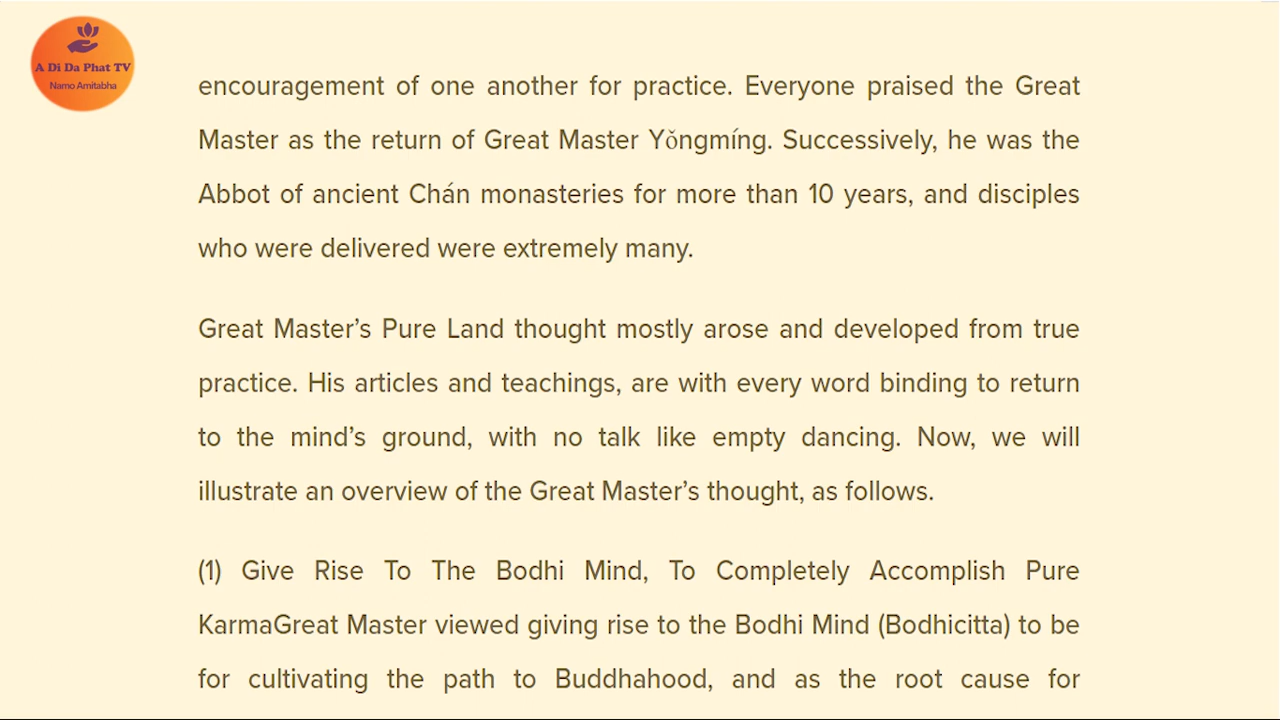 A Di Da Phat TV
Namo Amitabha
encouragement of one another for practice. Everyone praised the Great
Master as the return of Great Master Yǒngmíng. Successively, he was the
Abbot of ancient Chán monasteries for more than 10 years, and disciples
who were delivered were extremely many.
Great Master’s Pure Land thought mostly arose and developed from true
practice. His articles and teachings, are with every word binding to return
to the mind’s ground, with no talk like empty dancing. Now, we will
illustrate an overview of the Great Master’s thought, as follows.
(1) Give Rise To The Bodhi Mind, To Completely Accomplish Pure
KarmaGreat Master viewed giving rise to the Bodhi Mind (Bodhicitta) to be
for cultivating the path to Buddhahood, and as the root cause for